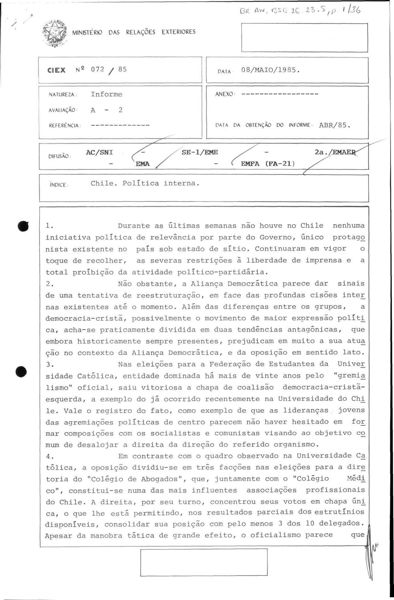 BR AN, BSB IE 23.5, p 1/36
MINISTÉRIO DAS RELAÇÕES EXTERIORES
CIEX Nº 072 / 85
DATA: 08/MAIO/1985.
NATUREZA: Informe
AVALIAÇÃO: A - 2
REFERÊNCIA: -------------
ANEXO: -----------------
DATA DA OBTENÇÃO DO INFORME: ABR/85.
DIFUSÃO: AC/SNI - SE-1/EME - 2a./EMAER
- EMA - EMFA (PA-21) -
ÍNDICE: Chile. Política interna.
1. Durante as últimas semanas não houve no Chile nenhuma
iniciativa política de relevância por parte do Governo, único protago
nista existente no país sob estado de sítio. Continuaram em vigor o
toque de recolher, as severas restrições à liberdade de imprensa e a
total proibição da atividade político-partidária.
2. Não obstante, a Aliança Democrática parece dar sinais
de uma tentativa de reestruturação, em face das profundas cisões inter
nas existentes até o momento. Além das diferenças entre os grupos, a
democracia-cristã, possivelmente o movimento de maior expressão políti
ca, acha-se praticamente dividida em duas tendências antagônicas, que
embora historicamente sempre presentes, prejudicam em muito a sua atua
ção no contexto da Aliança Democrática, e da oposição em sentido lato.
3. Nas eleições para a Federação de Estudantes da Univer
sidade Católica, entidade dominada há mais de vinte anos pelo "gremia
lismo" oficial, saiu vitoriosa a chapa de coalisão democracia-cristã-
esquerda, a exemplo do já ocorrido recentemente na Universidade do Chi
le. Vale o registro do fato, como exemplo de que as lideranças jovens
das agremiações políticas de centro parecem não haver hesitado em for
mar composições com os socialistas e comunistas visando ao objetivo co
mum de desalojar a direita da direção do referido organismo.
4. Em contraste com o quadro observado na Universidade Ca
tólica, a oposição dividiu-se em três facções nas eleições para a dire
toria do "Colégio de Abogados", que, juntamente com o "Colégio Médi
co", constitui-se numa das mais influentes associações profissionais
do Chile. A direita, por seu turno, concentrou seus votos em chapa úni
ca, o que lhe está permitindo, nos resultados parciais dos estrutínios
disponíveis, consolidar sua posição com pelo menos 3 dos 10 delegados.
Apesar da manobra tática de grande efeito, o oficialismo parece que